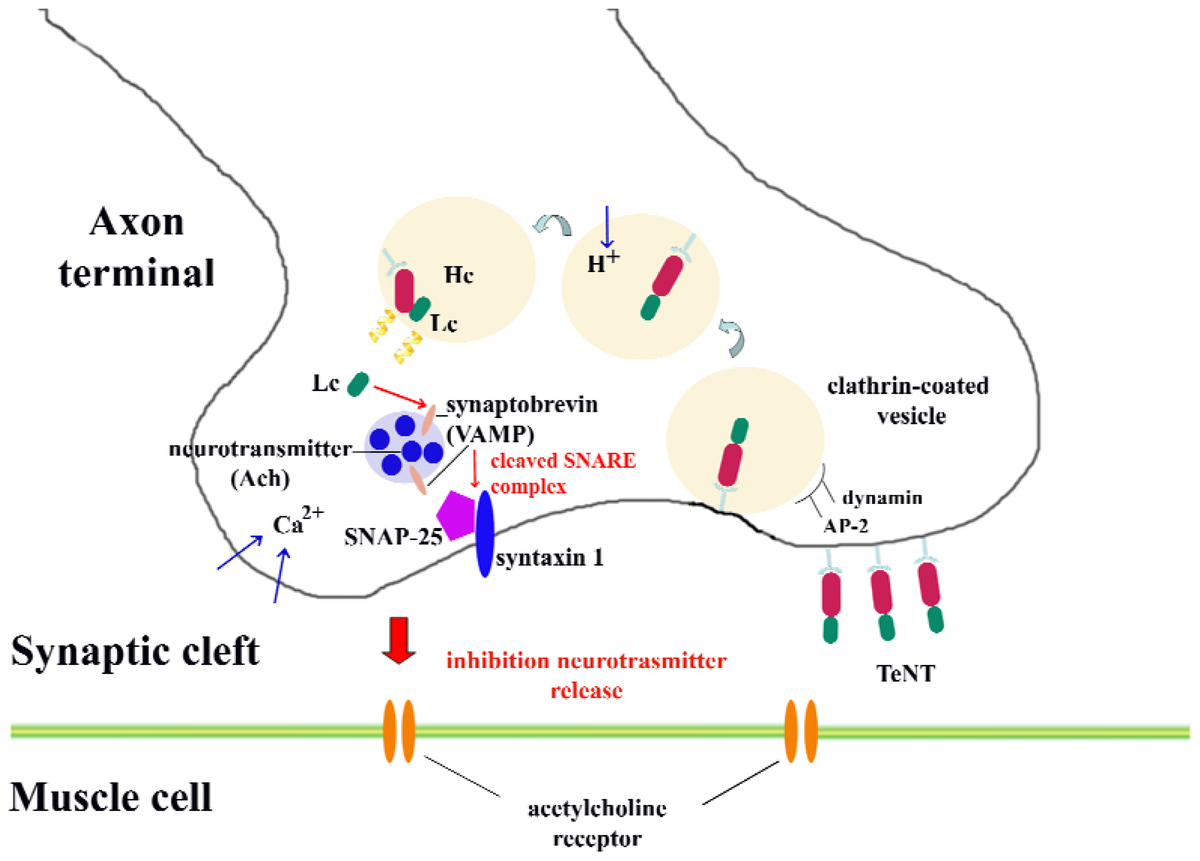 Axon
terminal
H+
Hc
Lc
Lc
synaptobrevin
(VAMP)
neurotransmitter
(Ach)
cleaved SNARE
complex
clathrin-coated
vesicle
dynamin
AP-2
Ca2+
SNAP-25
syntaxin 1
Synaptic cleft
inhibition neurotrasmitter
release
TeNT
Muscle cell
acetylcholine
receptor